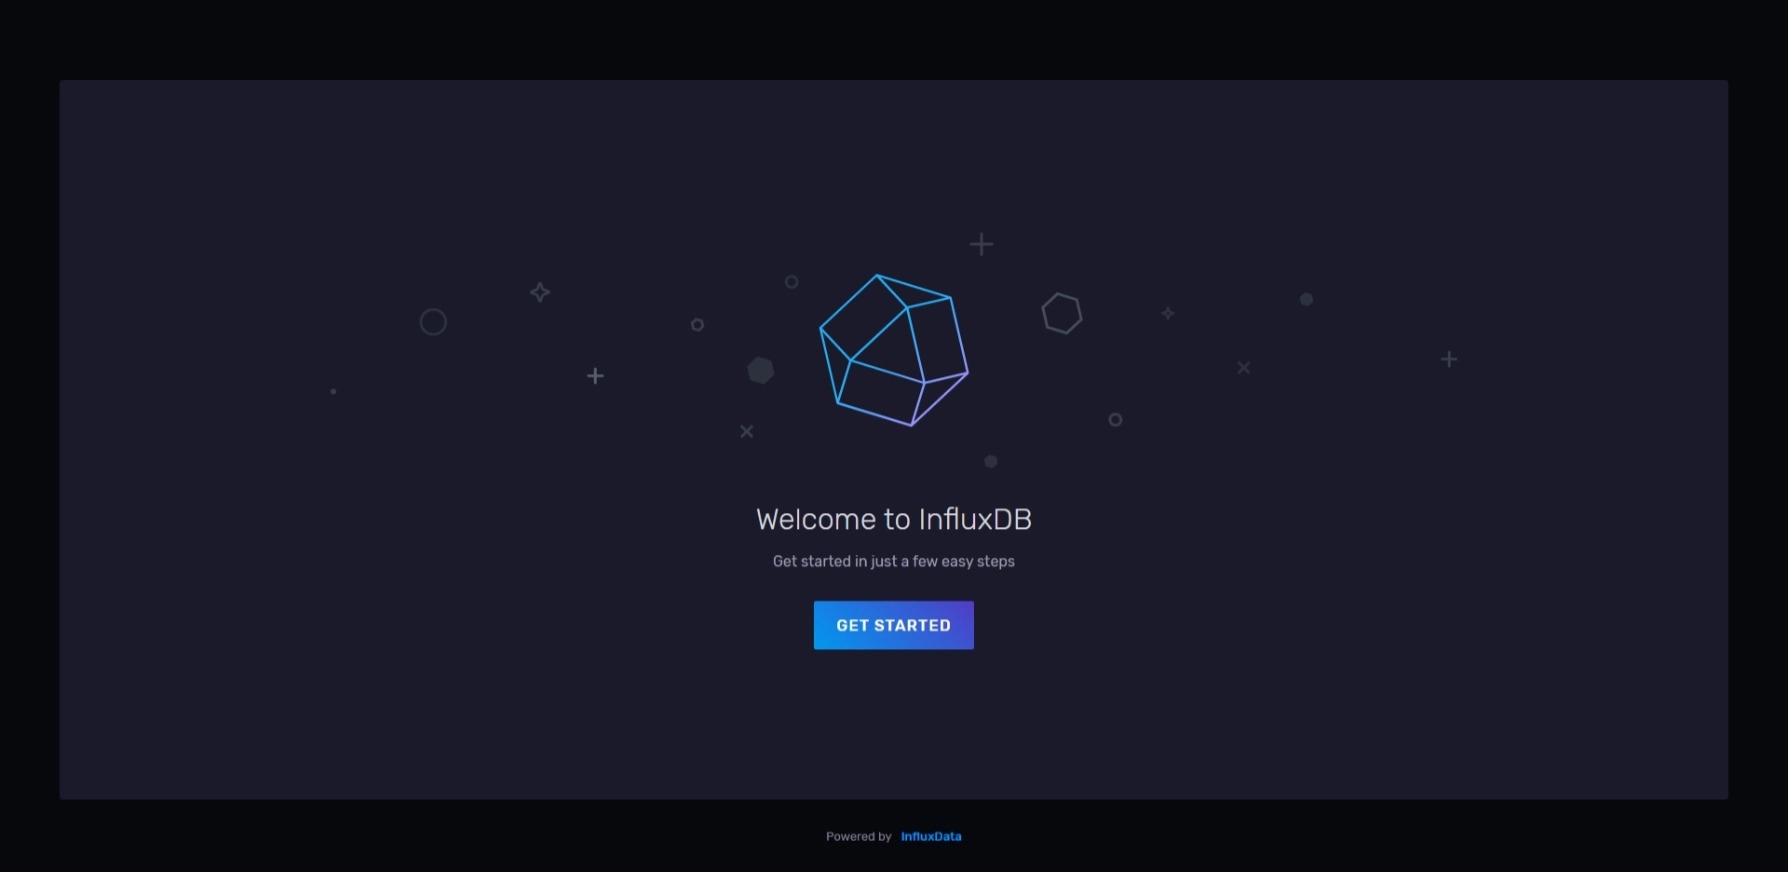 Welcome to InfluxDB
Get started in just a few easy steps
GET STARTED
Powered by InfluxData